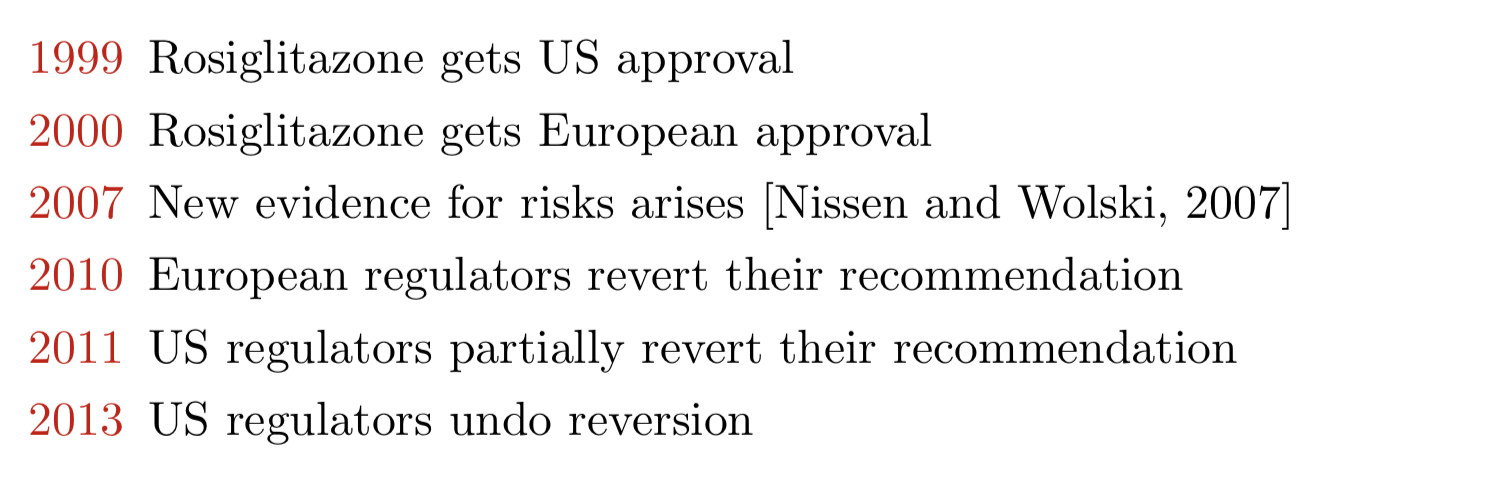 1999 Rosiglitazone gets US approval
2000 Rosiglitazone gets European approval
2007 New evidence for risks arises [Nissen and Wolski, 2007]
2010 European regulators revert their recommendation
2011 US regulators partially revert their recommendation
2013 US regulators undo reversion